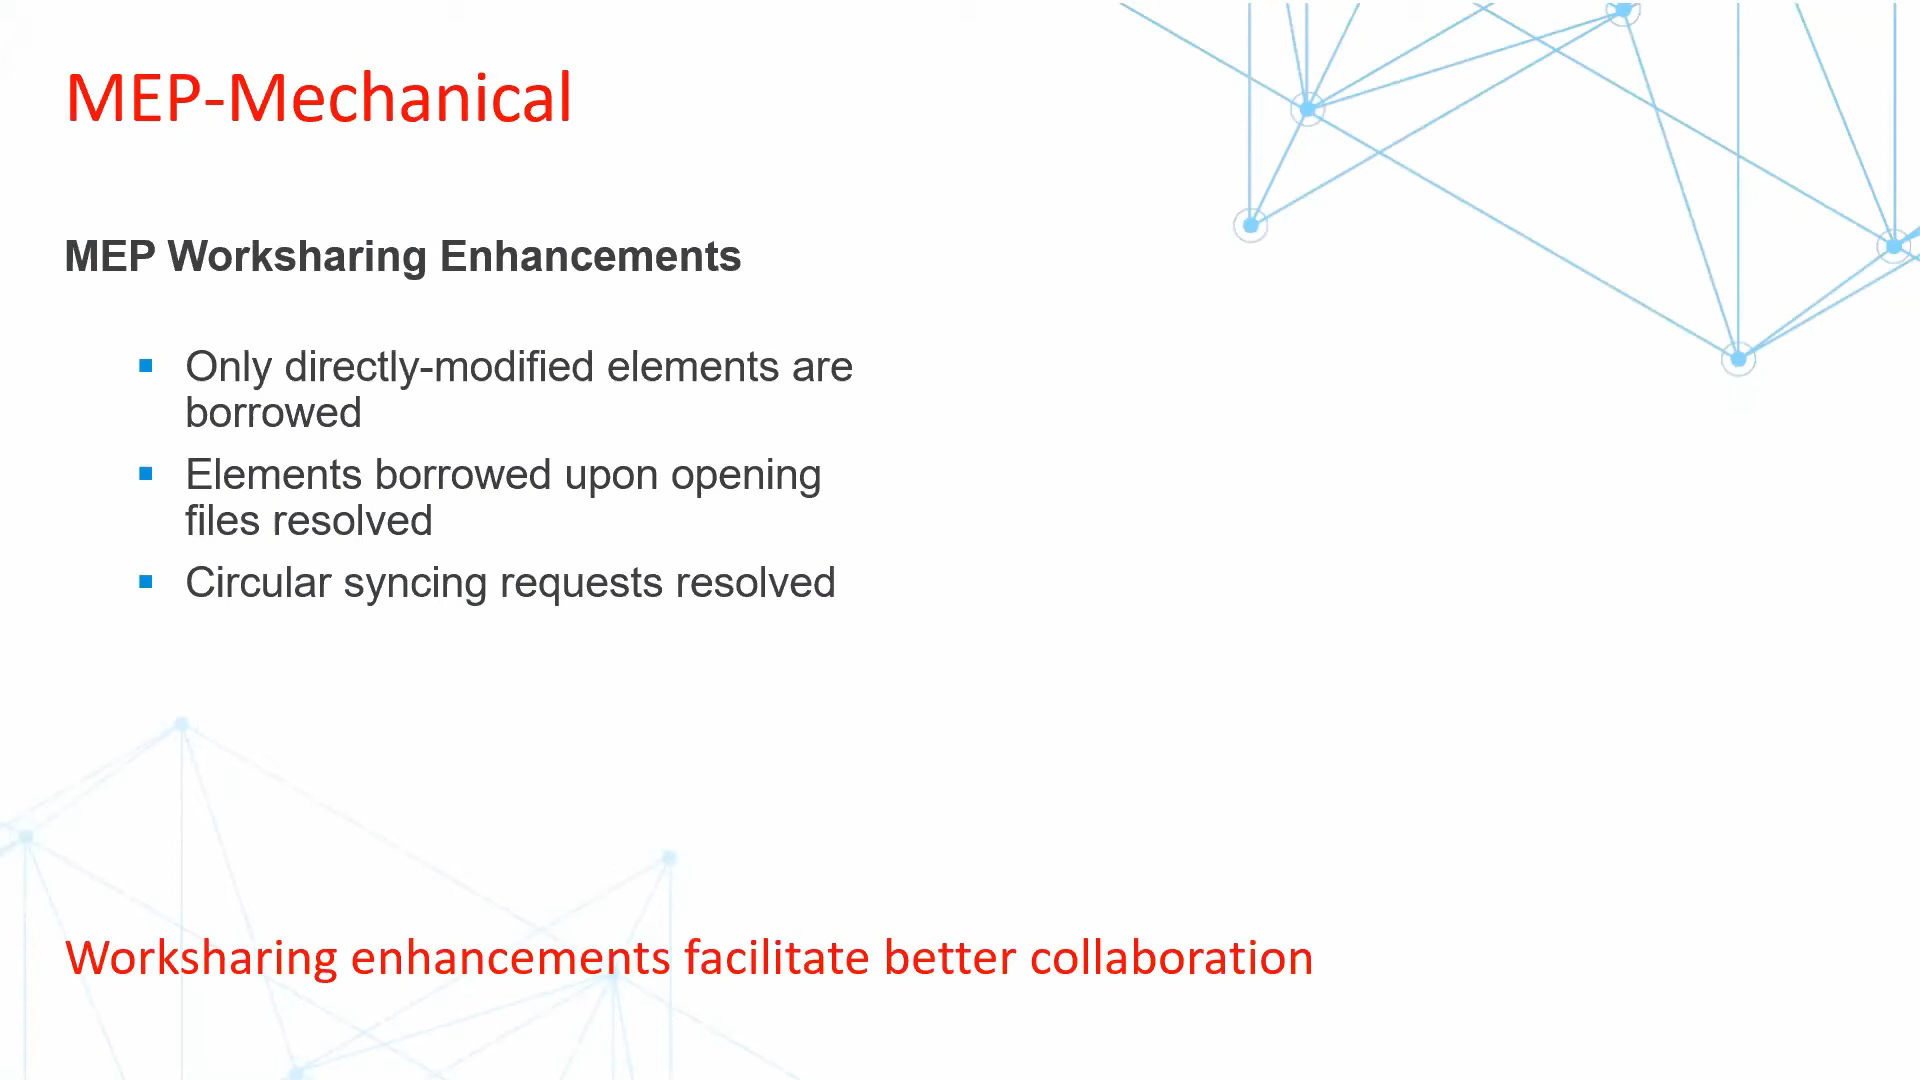 MEP-Mechanical
MEP Worksharing Enhancements
▪ Only directly-modified elements are
borrowed
▪ Elements borrowed upon opening
files resolved
▪ Circular syncing requests resolved
Worksharing enhancements facilitate better collaboration